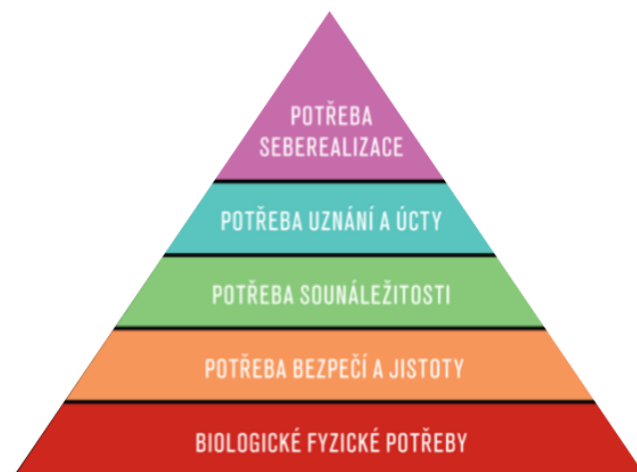 POTŘEBA
SEBEREALIZACE
POTŘEBA UZNÁNÍ A ÚCTY
POTŘEBA SOUNÁLEŽITOSTI
POTŘEBA BEZPEČÍ A JISTOTY
BIOLOGICKÉ FYZICKÉ POTŘEBY